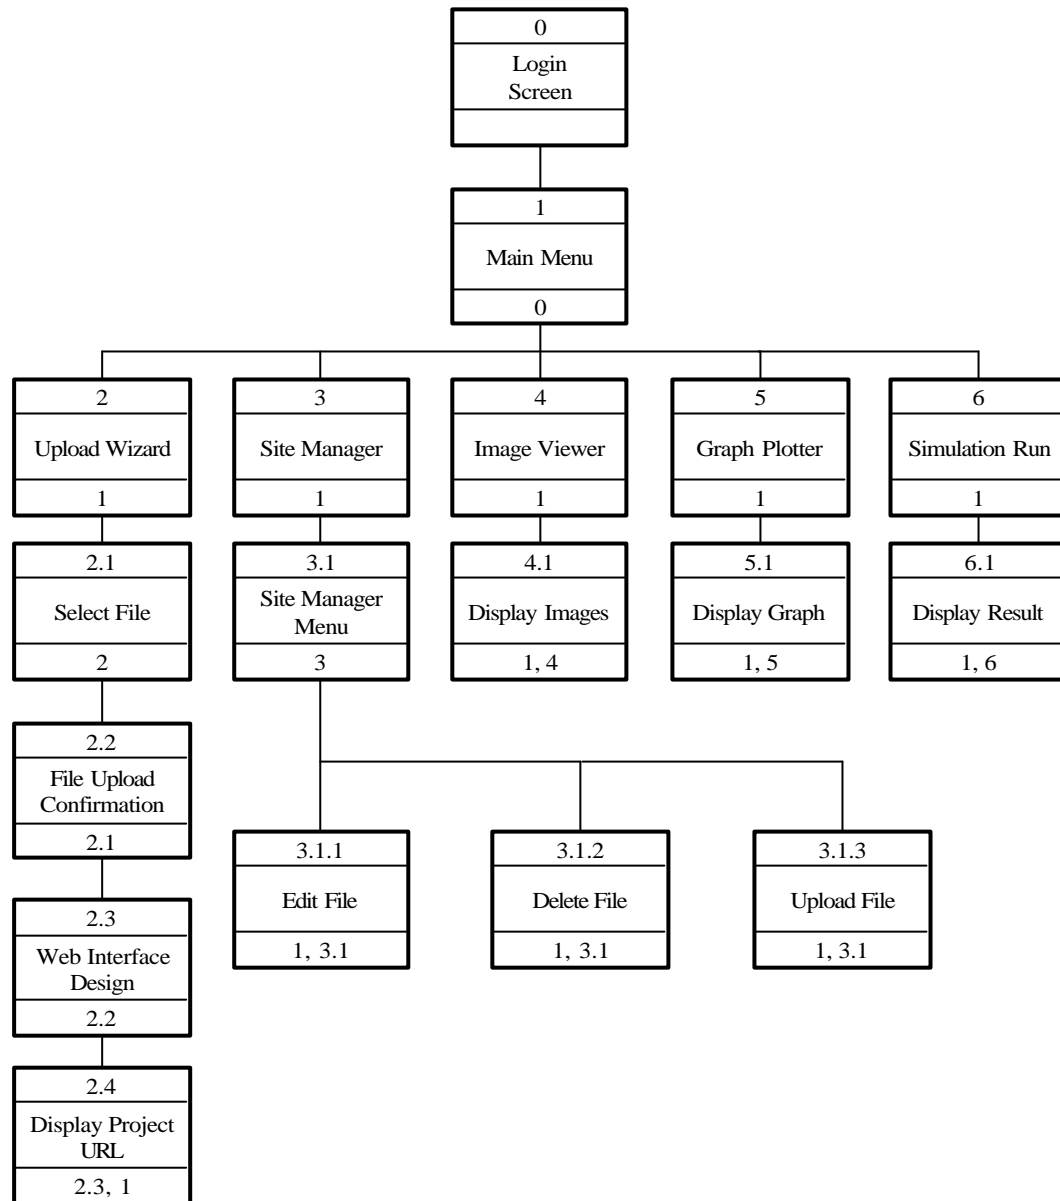 0
Login
Screen
1
Main Menu
0
2
Upload Wizard
1
3
Site Manager
1
4
Image Viewer
1
5
Graph Plotter
1
6
Simulation Run
1
2.1
Select File
2
3.1
Site Manager
Menu
3
4.1
Display Images
1, 4
5.1
Display Graph
1, 5
6.1
Display Result
1, 6
2.2
File Upload
Confirmation
2.1
3.1.1
Edit File
1, 3.1
3.1.2
Delete File
1, 3.1
3.1.3
Upload File
1, 3.1
2.3
Web Interface
Design
2.2
2.4
Display Project
URL
2.3, 1